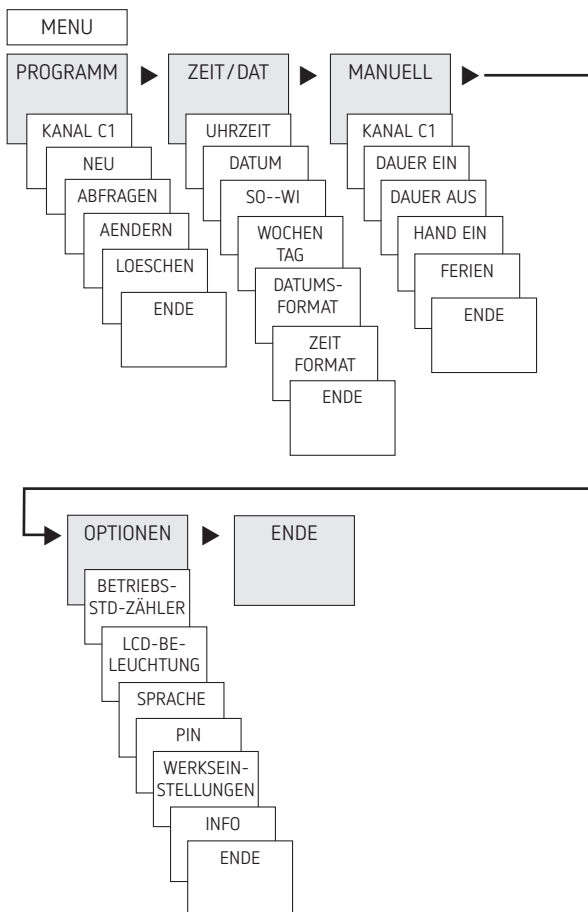 MENU
PROGRAMM
KANAL C1
NEU
ABFRAGEN
AENDERN
LOESCHEN
ENDE
ZEIT/DAT
UHRZEIT
DATUM
SO--WI
WOCHEN
TAG
DATUMS-
FORMAT
ZEIT
FORMAT
ENDE
MANUELL
KANAL C1
DAUER EIN
DAUER AUS
HAND EIN
FERIEN
ENDE
OPTIONEN
BETRIEBS-
STD-ZÄHLER
LCD-BE-
LEUCHTUNG
SPRACHE
PIN
WERKSEIN-
STELLUNGEN
INFO
ENDE
ENDE